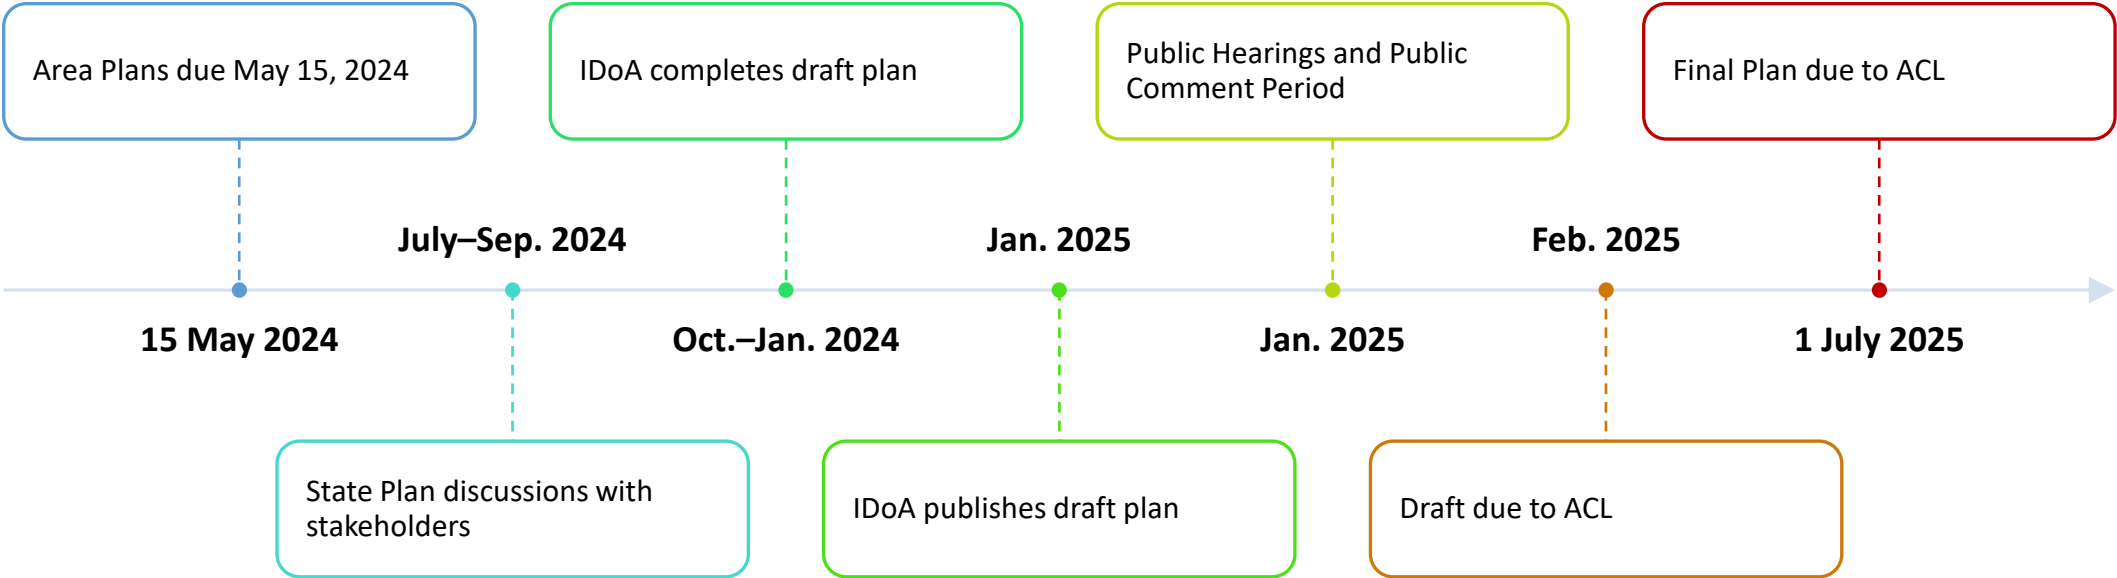 Area Plans due May 15, 2024
IDoA completes draft plan
Public Hearings and Public
Comment Period
Final Plan due to ACL
July–Sep. 2024
Jan. 2025
Feb. 2025
15 May 2024
Oct.–Jan. 2024
Jan. 2025
1 July 2025
State Plan discussions with
stakeholders
IDoA publishes draft plan
Draft due to ACL